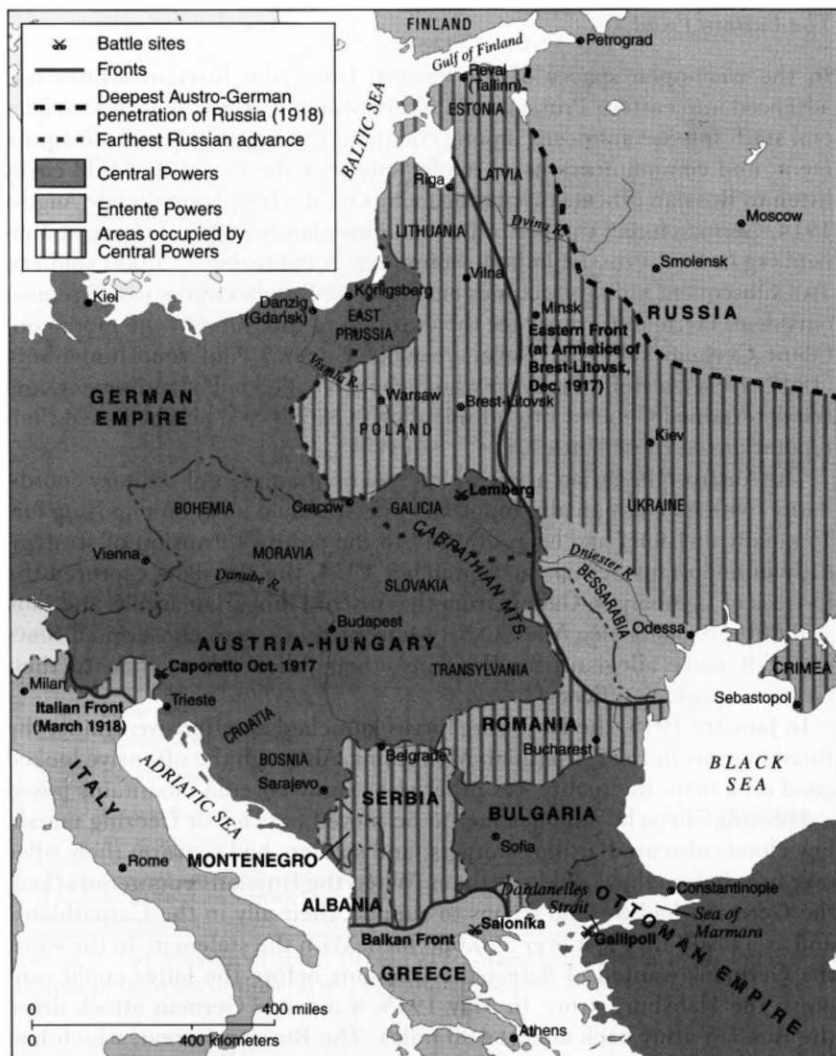 Battle sites
Fronts
Deepest Austro-German
penetration of Russia (1918)
Farthest Russian advance
Central Powers
Entente Powers
Areas occupied by
Central Powers
FINLAND
Petrograd
Gulf of Finland
Reval
(Tallinn)
ESTONIA
BALTIC SEA
Riga
LATVIA
Dvina R.
Moscow
LITHUANIA
Smolensk
Vilna
Kiel
Danzig
(Gdańsk)
Königsberg
EAST
PRUSSIA
Minsk
RUSSIA
Eastern Front
(at Armistice of
Brest-Litovsk,
Dec. 1917)
Vistula R.
GERMAN
EMPIRE
Warsaw
Brest-Litovsk
POLAND
Kiev
Lemberg
BOHEMIA
Cracow
GALICIA
UKRAINE
CARPATHIAN MTS.
MORAVIA
Vienna
Dniester R.
Danube R.
SLOVAKIA
BESSARABIA
Budapest
Odessa
AUSTRIA-HUNGARY
Caporetto Oct. 1917
TRANSYLVANIA
CRIMEA
Milan
Italian Front
(March 1918)
Trieste
Sebastopol
CROATIA
ROMANIA
Bucharest
BOSNIA
Belgrade
BLACK
SEA
Sarajevo
ITALY
ADRIATIC SEA
SERBIA
BULGARIA
Sofia
MONTENEGRO
Rome
Constantinople
ALBANIA
Dardanelles
Strait
Sea of
Marmara
OTTOMAN EMPIRE
Balkan Front
Salonika
Gallipoli
GREECE
0 400 miles
0 400 kilometers
Athens